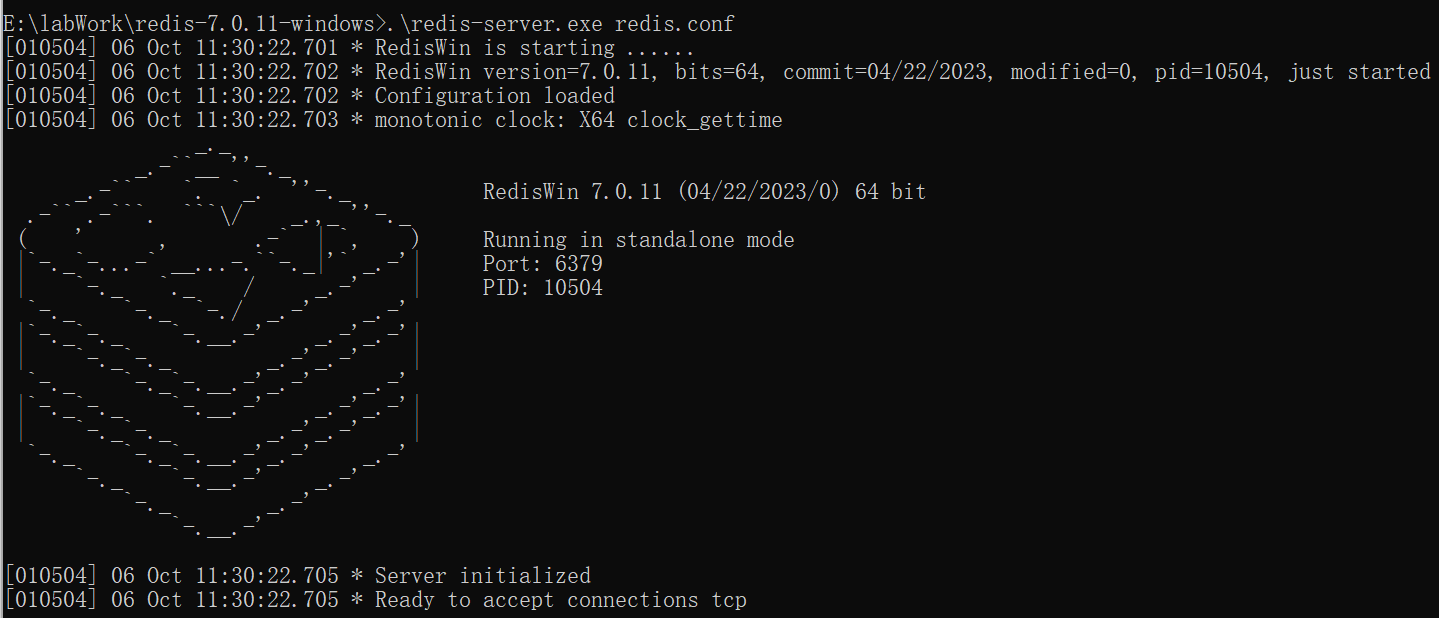 E:\labWork\redis-7.0.11-windows>.\redis-server.exe redis.conf
[010504] 06 Oct 11:30:22.701 * RedisWin is starting ......
[010504] 06 Oct 11:30:22.702 * RedisWin version=7.0.11, bits=64, commit=04/22/2023, modified=0, pid=10504, just started
[010504] 06 Oct 11:30:22.702 * Configuration loaded
[010504] 06 Oct 11:30:22.703 * monotonic clock: X64 clock_gettime
RedisWin 7.0.11 (04/22/2023/0) 64 bit
Running in standalone mode
Port: 6379
PID: 10504
[010504] 06 Oct 11:30:22.705 * Server initialized
[010504] 06 Oct 11:30:22.705 * Ready to accept connections tcp